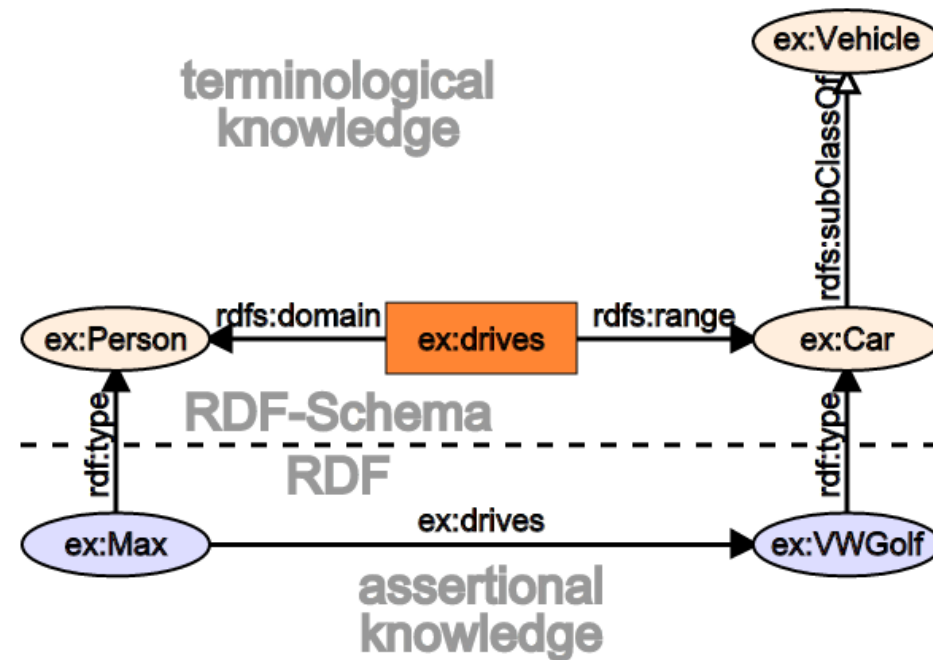 ex:Vehicle
terminological
knowledge
rdfs:subClassOf
rdfs:domain
rdfs:range
ex:Person
ex:drives
ex:Car
RDF-Schema
rdf:type
rdf:type
RDF
ex:drives
ex:Max
ex:VWGolf
assertional
knowledge